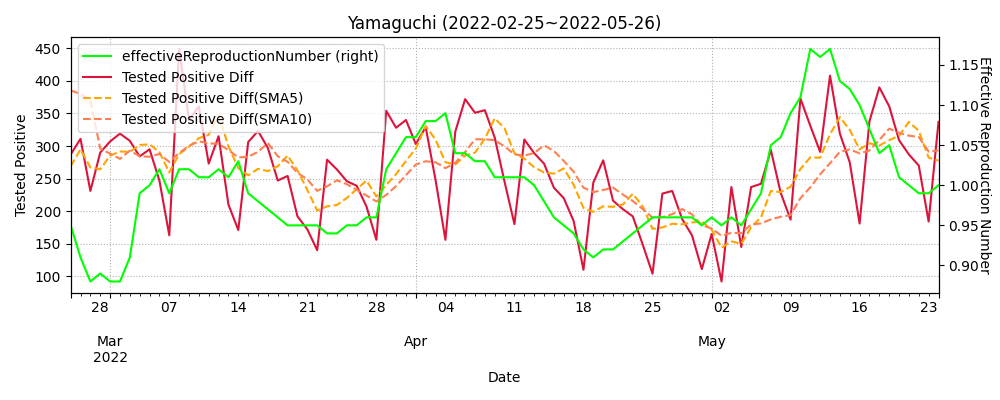 Yamaguchi (2022-02-25~2022-05-26)
effectiveReproductionNumber (right)
Tested Positive Diff
Tested Positive Diff(SMA5)
Tested Positive Diff(SMA10)
Tested Positive
450
400
350
300
250
200
150
100
1.15
1.10
1.05
1.00
0.95
0.90
Effective Reproduction Number
28 07 14 21 28 04 11 18 25 02 09 16 23
Mar Apr May
2022
Date